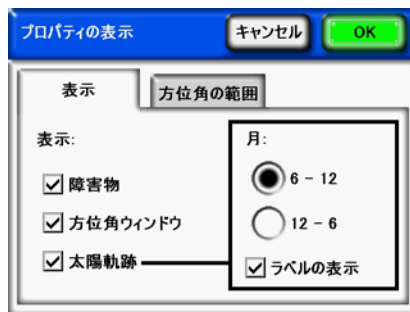 プロパティの表示
キャンセル
OK
表示
方位角の範囲
表示:
障害物
方位角ウィンドウ
太陽軌跡
月:
6 - 12
12 - 6
ラベルの表示